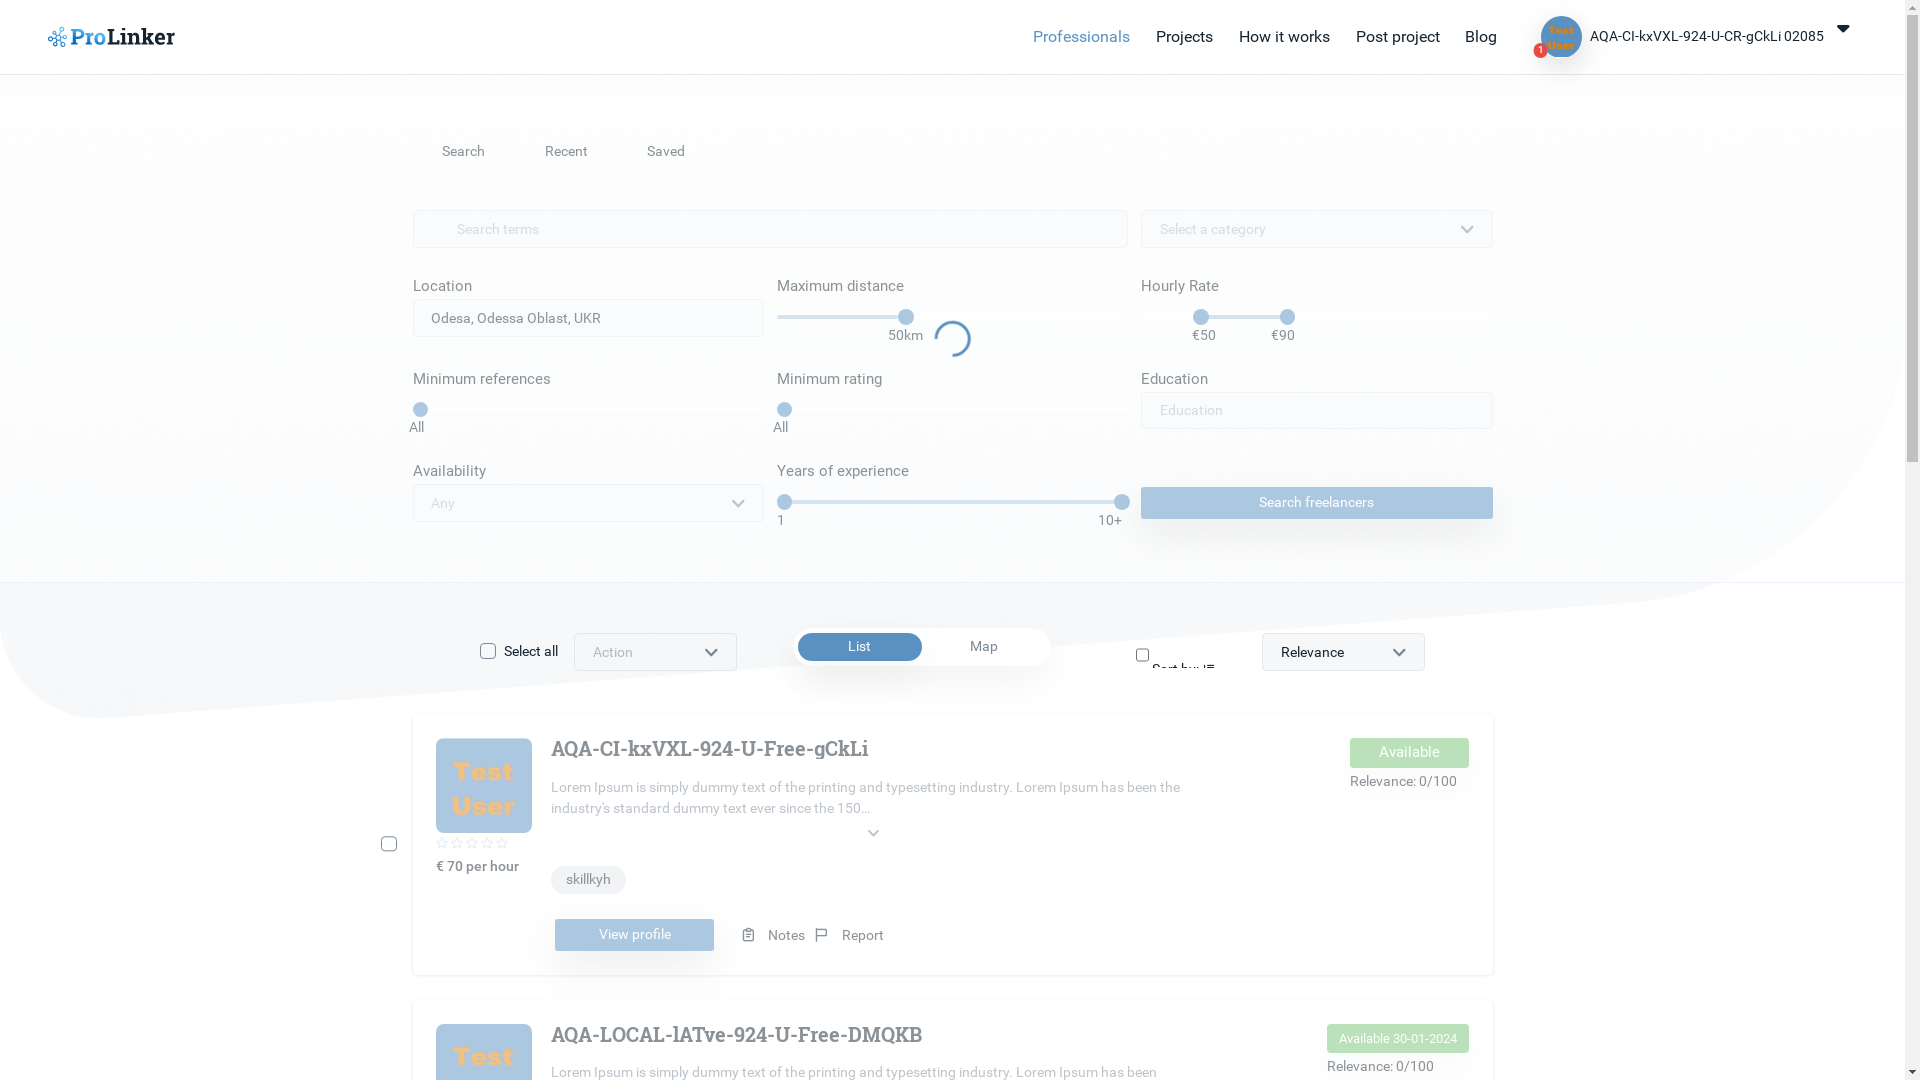 ProLinker
Professionals
Projects
How it works
Post project
Blog
Test
User
1
AQA-CI-kxVXL-924-U-CR-gCkLi 02085
Search
Recent
Saved
Search terms
Select a category
Location
Maximum distance
Hourly Rate
Odesa, Odessa Oblast, UKR
50km
€50
€90
Minimum references
Minimum rating
Education
All
All
Education
Availability
Years of experience
Any
1
10+
Search freelancers
Select all
Action
List
Map
Sort by:
Relevance
Test
User
AQA-CI-kxVXL-924-U-Free-gCkLi
Available
Relevance: 0/100
Lorem Ipsum is simply dummy text of the printing and typesetting industry. Lorem Ipsum has been the
industry's standard dummy text ever since the 150...
€ 70 per hour
skillkyh
View profile
Notes
Report
Test
AQA-LOCAL-lATve-924-U-Free-DMQKB
Available 30-01-2024
Relevance: 0/100
Lorem Ipsum is simply dummy text of the printing and typesetting industry. Lorem Ipsum has been